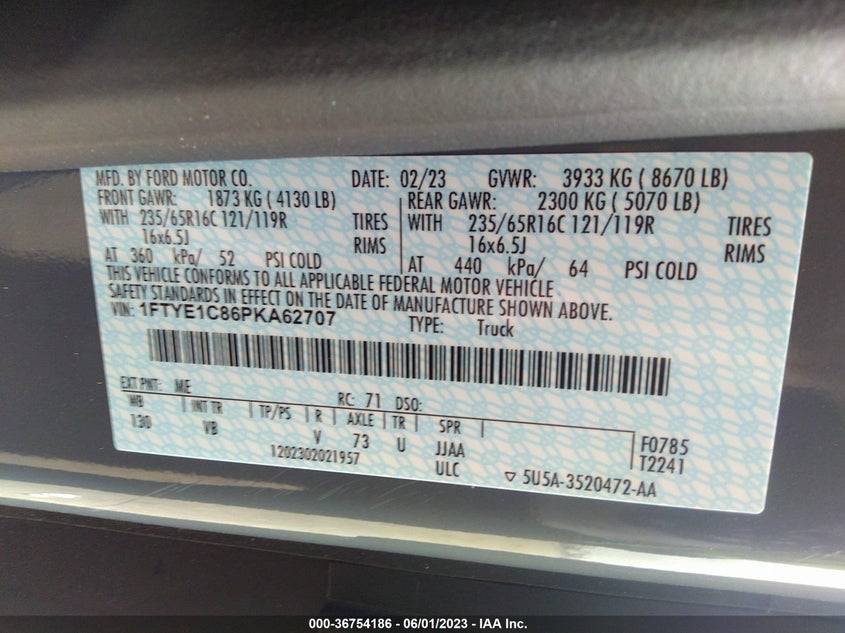 MFD. BY FORD MOTOR CO. DATE: 02/23 GVWR: 3933 KG ( 8670 LB)
FRONT GAWR: 1873 KG ( 4130 LB) REAR GAWR: 2300 KG ( 5070 LB)
WITH 235/65R16C 121/119R TIRES WITH 235/65R16C 121/119R TIRES
16x6.5J RIMS 16x6.5J RIMS
AT 360 kPa/ 52 PSI COLD AT 440 kPa/ 64 PSI COLD
THIS VEHICLE CONFORMS TO ALL APPLICABLE FEDERAL MOTOR VEHICLE
SAFETY STANDARDS IN EFFECT ON THE DATE OF MANUFACTURE SHOWN ABOVE.
VIN: 1FTYE1C86PKA62707 TYPE: Truck
EXT PNT: ME RC: 71 DSO:
WB INT TR TP/PS R AXLE TR SPR F0785
130 VB V 73 U JJAA T2241
1202302021957 ULC 5U5A-3520472-AA
000-36754186 - 06/01/2023 - IAA Inc.